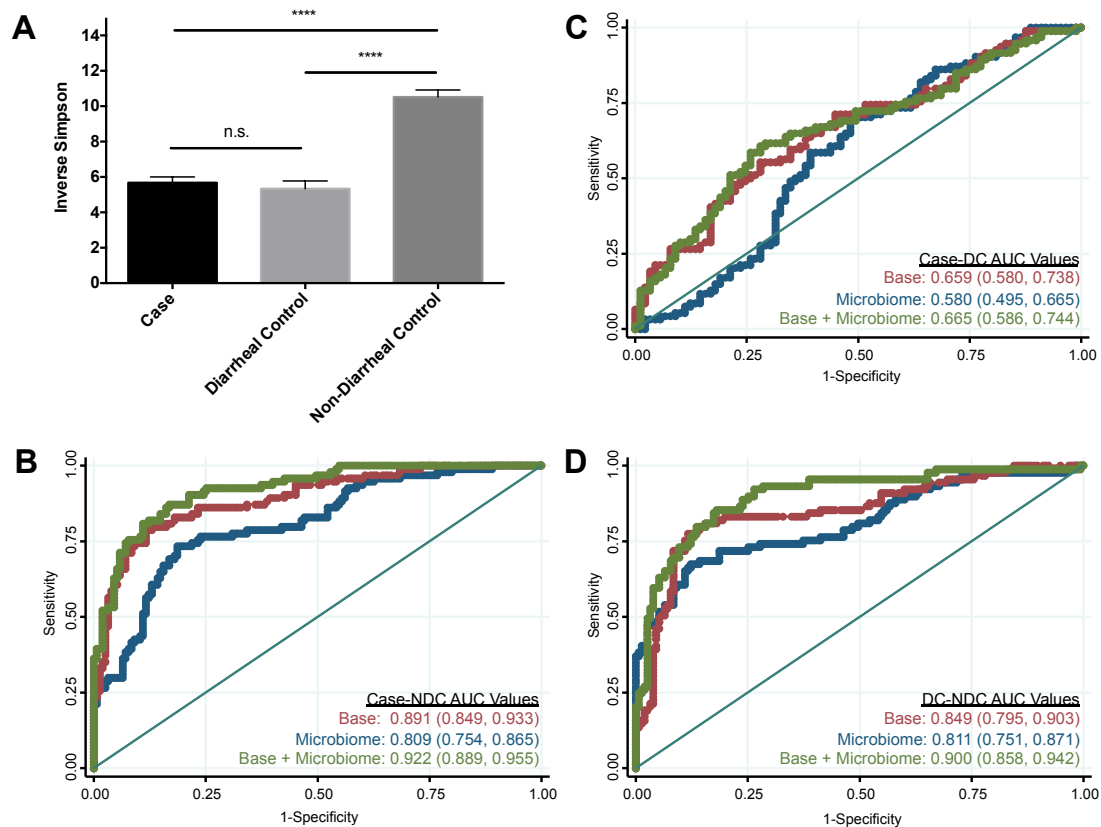 A
****
****
n.s.
Inverse Simpson
14
12
10
8
6
4
2
0
Case
Diarrheal Control
Non-Diarrheal Control
C
Sensitivity
1.00
0.75
0.50
0.25
0.00
Case-DC AUC Values
Base: 0.659 (0.580, 0.738)
Microbiome: 0.580 (0.495, 0.665)
Base + Microbiome: 0.665 (0.586, 0.744)
0.00 0.25 0.50 0.75 1.00
1-Specificity
B
Sensitivity
1.00
0.75
0.50
0.25
0.00
Case-NDC AUC Values
Base: 0.891 (0.849, 0.933)
Microbiome: 0.809 (0.754, 0.865)
Base + Microbiome: 0.922 (0.889, 0.955)
0.00 0.25 0.50 0.75 1.00
1-Specificity
D
Sensitivity
1.00
0.75
0.50
0.25
0.00
DC-NDC AUC Values
Base: 0.849 (0.795, 0.903)
Microbiome: 0.811 (0.751, 0.871)
Base + Microbiome: 0.900 (0.858, 0.942)
0.00 0.25 0.50 0.75 1.00
1-Specificity